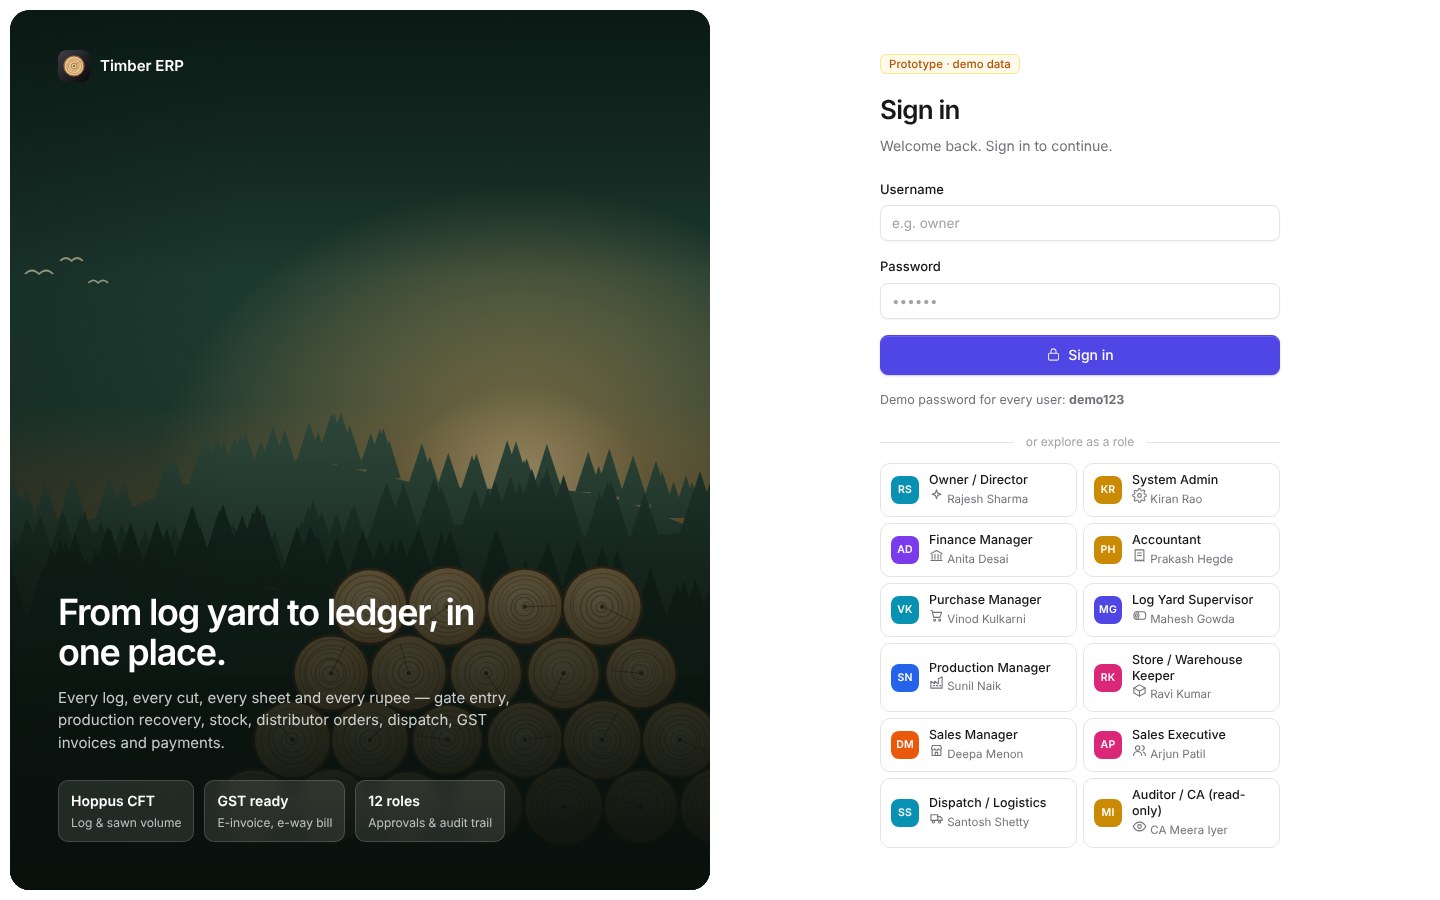 Timber ERP
From log yard to ledger, in
one place.
Every log, every cut, every sheet and every rupee — gate entry,
production recovery, stock, distributor orders, dispatch, GST
invoices and payments.
Hoppus CFT
Log & sawn volume
GST ready
E-invoice, e-way bill
12 roles
Approvals & audit trail
Prototype · demo data
Sign in
Welcome back. Sign in to continue.
Username
e.g. owner
Password
••••••
Sign in
Demo password for every user: demo123
or explore as a role
RS
Owner / Director
Rajesh Sharma
KR
System Admin
Kiran Rao
AD
Finance Manager
Anita Desai
PH
Accountant
Prakash Hegde
VK
Purchase Manager
Vinod Kulkarni
MG
Log Yard Supervisor
Mahesh Gowda
SN
Production Manager
Sunil Naik
RK
Store / Warehouse
Keeper
Ravi Kumar
DM
Sales Manager
Deepa Menon
AP
Sales Executive
Arjun Patil
SS
Dispatch / Logistics
Santosh Shetty
MI
Auditor / CA (read-
only)
CA Meera Iyer